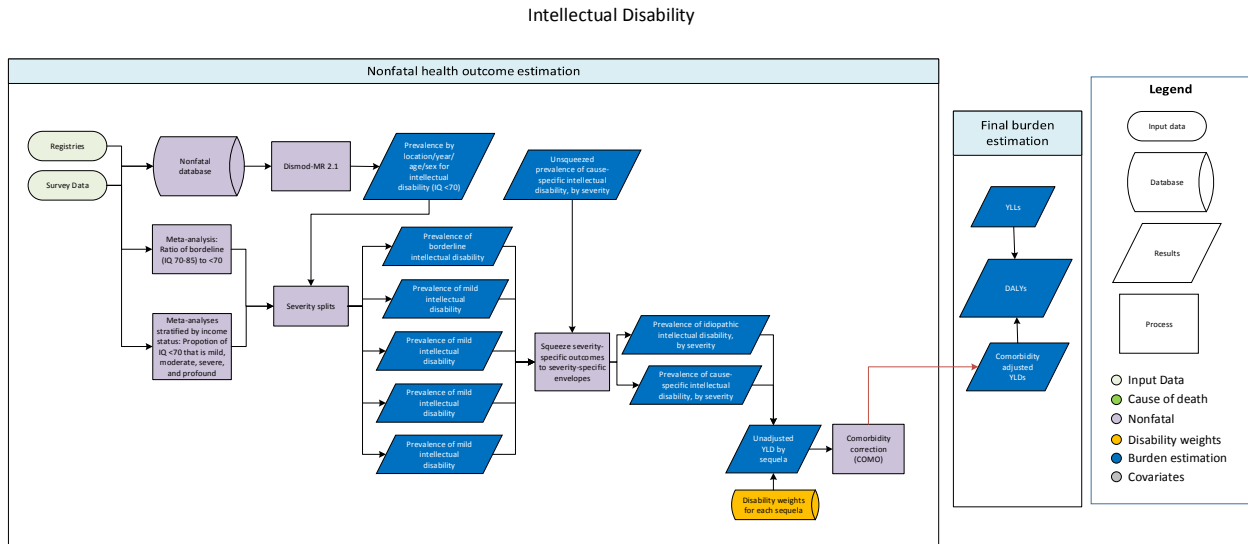 Intellectual Disability
Nonfatal health outcome estimation
Registries
Survey Data
Nonfatal
database
Dismod-MR 2.1
Prevalence by
location/year/
age/sex for
intellectual
disability (IQ <70)
Unsqueezed
prevalence of cause-
specific intellectual
disability, by severity
Meta-analysis:
Ratio of bordeline
(IQ 70-85) to <70
Meta-analyses
stratified by income
status: Propotion of
IQ <70 that is mild,
moderate, severe,
and profound
Severity splits
Prevalence of
borderline
intellectual disability
Prevalence of mild
intellectual
disability
Prevalence of mild
intellectual
disability
Prevalence of mild
intellectual
disability
Prevalence of mild
intellectual
disability
Squeeze severity-
specific outcomes
to severity-specific
envelopes
Prevalence of idiopathic
intellectual disability,
by severity
Prevalence of cause-
specific intellectual
disability, by severity
Unadjusted
YLD by
sequela
Disability weights
for each sequela
Comorbidity
correction
(COMO)
Final burden
estimation
YLLs
DALYs
Comorbidity
adjusted
YLDs
Legend
Input data
Database
Results
Process
Input Data
Cause of death
Nonfatal
Disability weights
Burden estimation
Covariates